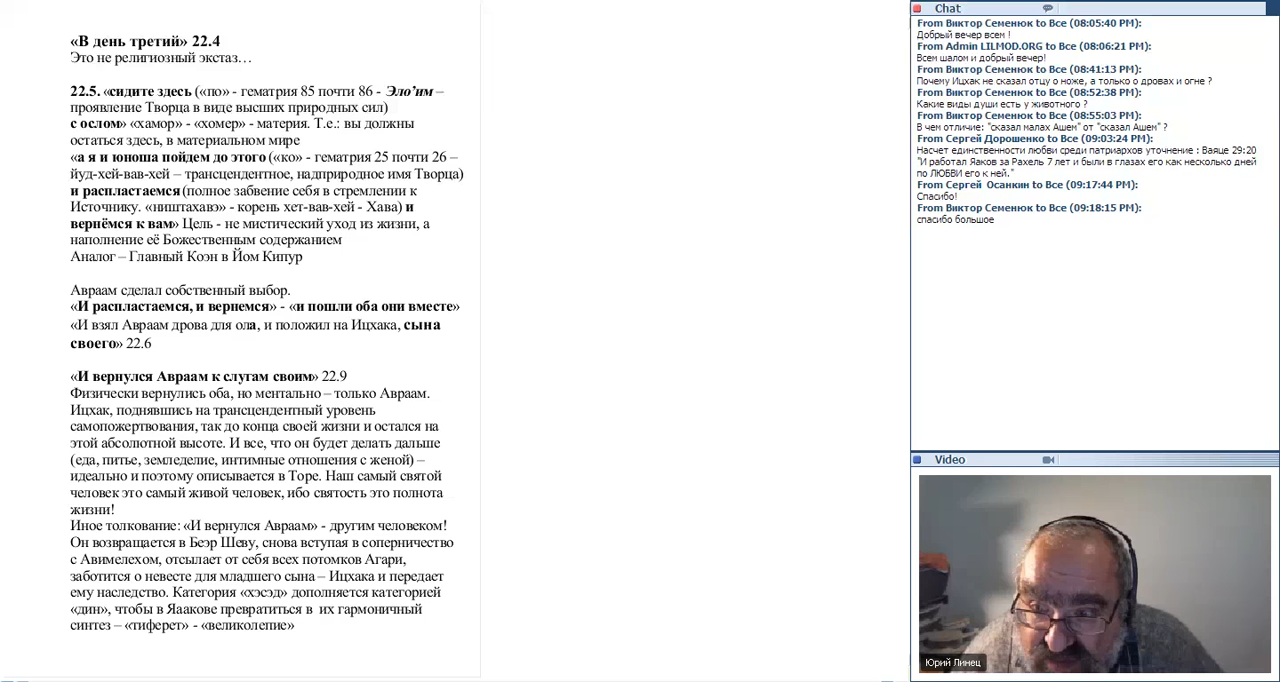 «В день третий» 22.4
Это не религиозный экстаз…
22.5. «сидите здесь («по» - гематрия 85 почти 86 - Эло'им –
проявление Творца в виде высших природных сил)
с ослом» «хамор» - «хомер» - материя. Т.е.: вы должны
остаться здесь, в материальном мире
«а я и юноша пойдем до этого («ко» - гематрия 25 почти 26 –
йуд-хей-вав-хей – трансцендентное, надприродное имя Творца)
и распластаемся (полное забвение себя в стремлении к
Источнику. «ништахавэ» - корень хет-вав-хей - Хава) и
вернёмся к вам» Цель - не мистический уход из жизни, а
наполнение её Божественным содержанием
Аналог – Главный Коэн в Йом Кипур
Авраам сделал собственный выбор.
«И распластаемся, и вернемся» - «и пошли оба они вместе»
«И взял Авраам дрова для ола, и положил на Ицхака, сына
своего» 22.6
«И вернулся Авраам к слугам своим» 22.9
Физически вернулись оба, но ментально – только Авраам.
Ицхак, поднявшись на трансцендентный уровень
самопожертвования, так до конца своей жизни и остался на
этой абсолютной высоте. И все, что он будет делать дальше
(еда, питье, земледелие, интимные отношения с женой) –
идеально и поэтому описывается в Торе. Наш самый святой
человек это самый живой человек, ибо святость это полнота
жизни!
Иное толкование: «И вернулся Авраам» - другим человеком!
Он возвращается в Беэр Шеву, снова вступая в соперничество
с Авимелехом, отсылает от себя всех потомков Агари,
заботится о невесте для младшего сына – Ицхака и передает
ему наследство. Категория «хэсэд» дополняется категорией
«дин», чтобы в Яаакове превратиться в их гармоничный
синтез – «тиферет» - «великолепие»
Chat
From Виктор Семенюк to Все (08:05:40 PM):
Добрый вечер всем !
From Admin LILMOD.ORG to Все (08:06:21 PM):
Всем шалом и добрый вечер!
From Виктор Семенюк to Все (08:41:13 PM):
Почему Ицхак не сказал отцу о ноже, а только о дровах и огне ?
From Виктор Семенюк to Все (08:52:38 PM):
Какие виды души есть у животного ?
From Виктор Семенюк to Все (08:55:03 PM):
В чем отличие: "сказал малах Ашем" от "сказал Ашем" ?
From Сергей Дорошенко to Все (09:03:24 PM):
Насчет единственности любви среди патриархов уточнение : Ваяце 29:20
"И работал Яаков за Рахель 7 лет и были в глазах его как несколько дней
по ЛЮБВИ его к ней."
From Сергей Осанкин to Все (09:17:44 PM):
Спасибо!
From Виктор Семенюк to Все (09:18:15 PM):
спасибо большое
Video
Юрий Линец